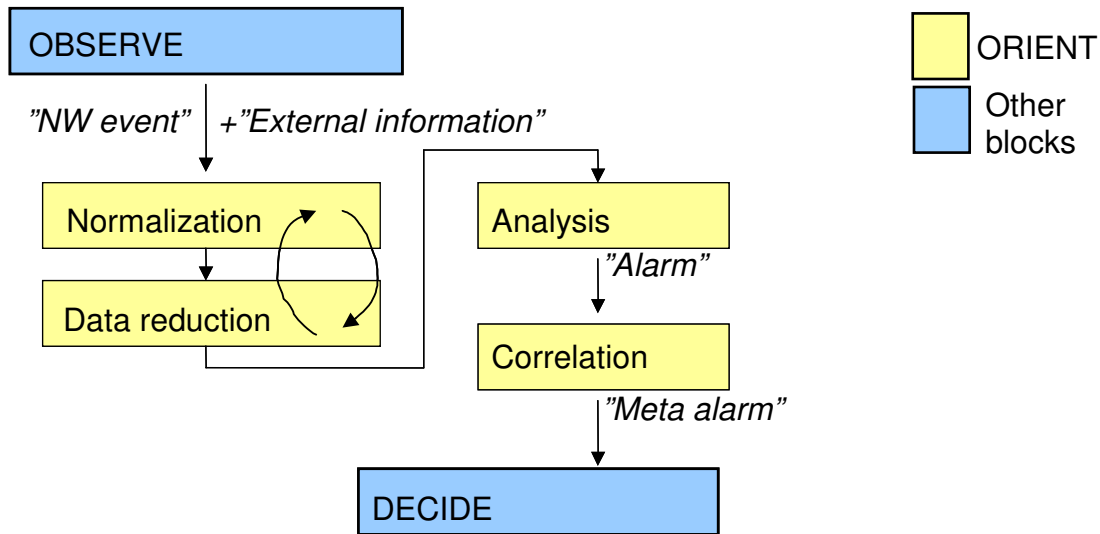 OBSERVE
ORIENT
Other
blocks
”NW event” +”External information”
Normalization
Analysis
”Alarm”
Data reduction
Correlation
”Meta alarm”
DECIDE